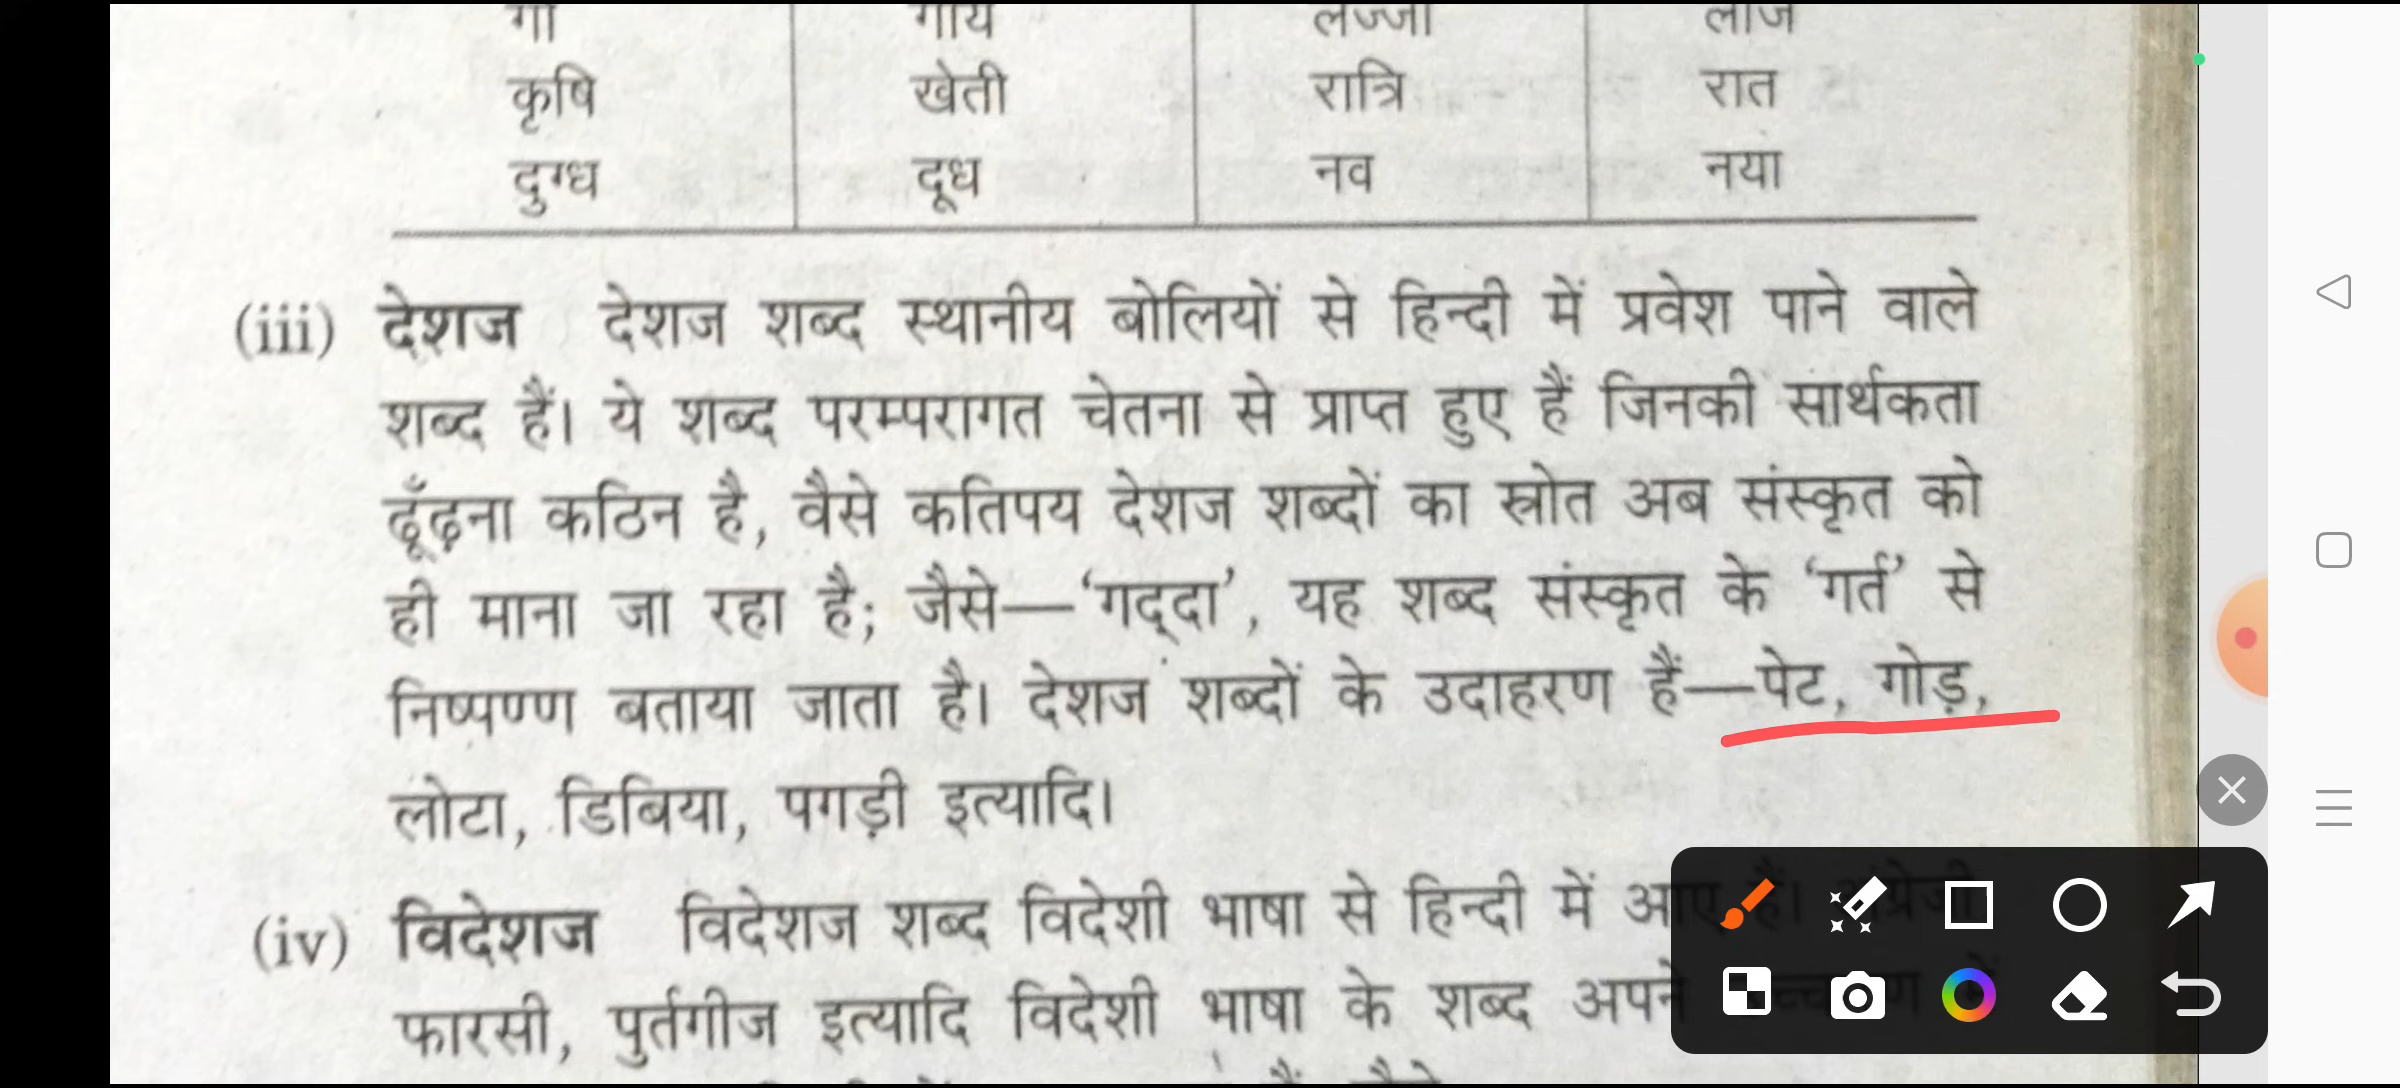 गो गाय लज्जा लाज
कृषि खेती रात्रि रात
दुग्ध दूध नव नया
(iii) देशज देशज शब्द स्थानीय बोलियों से हिन्दी में प्रवेश पाने वाले
शब्द हैं। ये शब्द परम्परागत चेतना से प्राप्त हुए हैं जिनकी सार्थकता
ढूँढ़ना कठिन है, वैसे कतिपय देशज शब्दों का स्रोत अब संस्कृत को
ही माना जा रहा है; जैसे—‘गद्दा’, यह शब्द संस्कृत के ‘गर्त’ से
निष्पण्ण बताया जाता है। देशज शब्दों के उदाहरण हैं—पेट, गोड़,
लोटा, डिबिया, पगड़ी इत्यादि।
(iv) विदेशज विदेशज शब्द विदेशी भाषा से हिन्दी में आए हैं। अंग्रेजी
फारसी, पुर्तगीज इत्यादि विदेशी भाषा के शब्द अपने